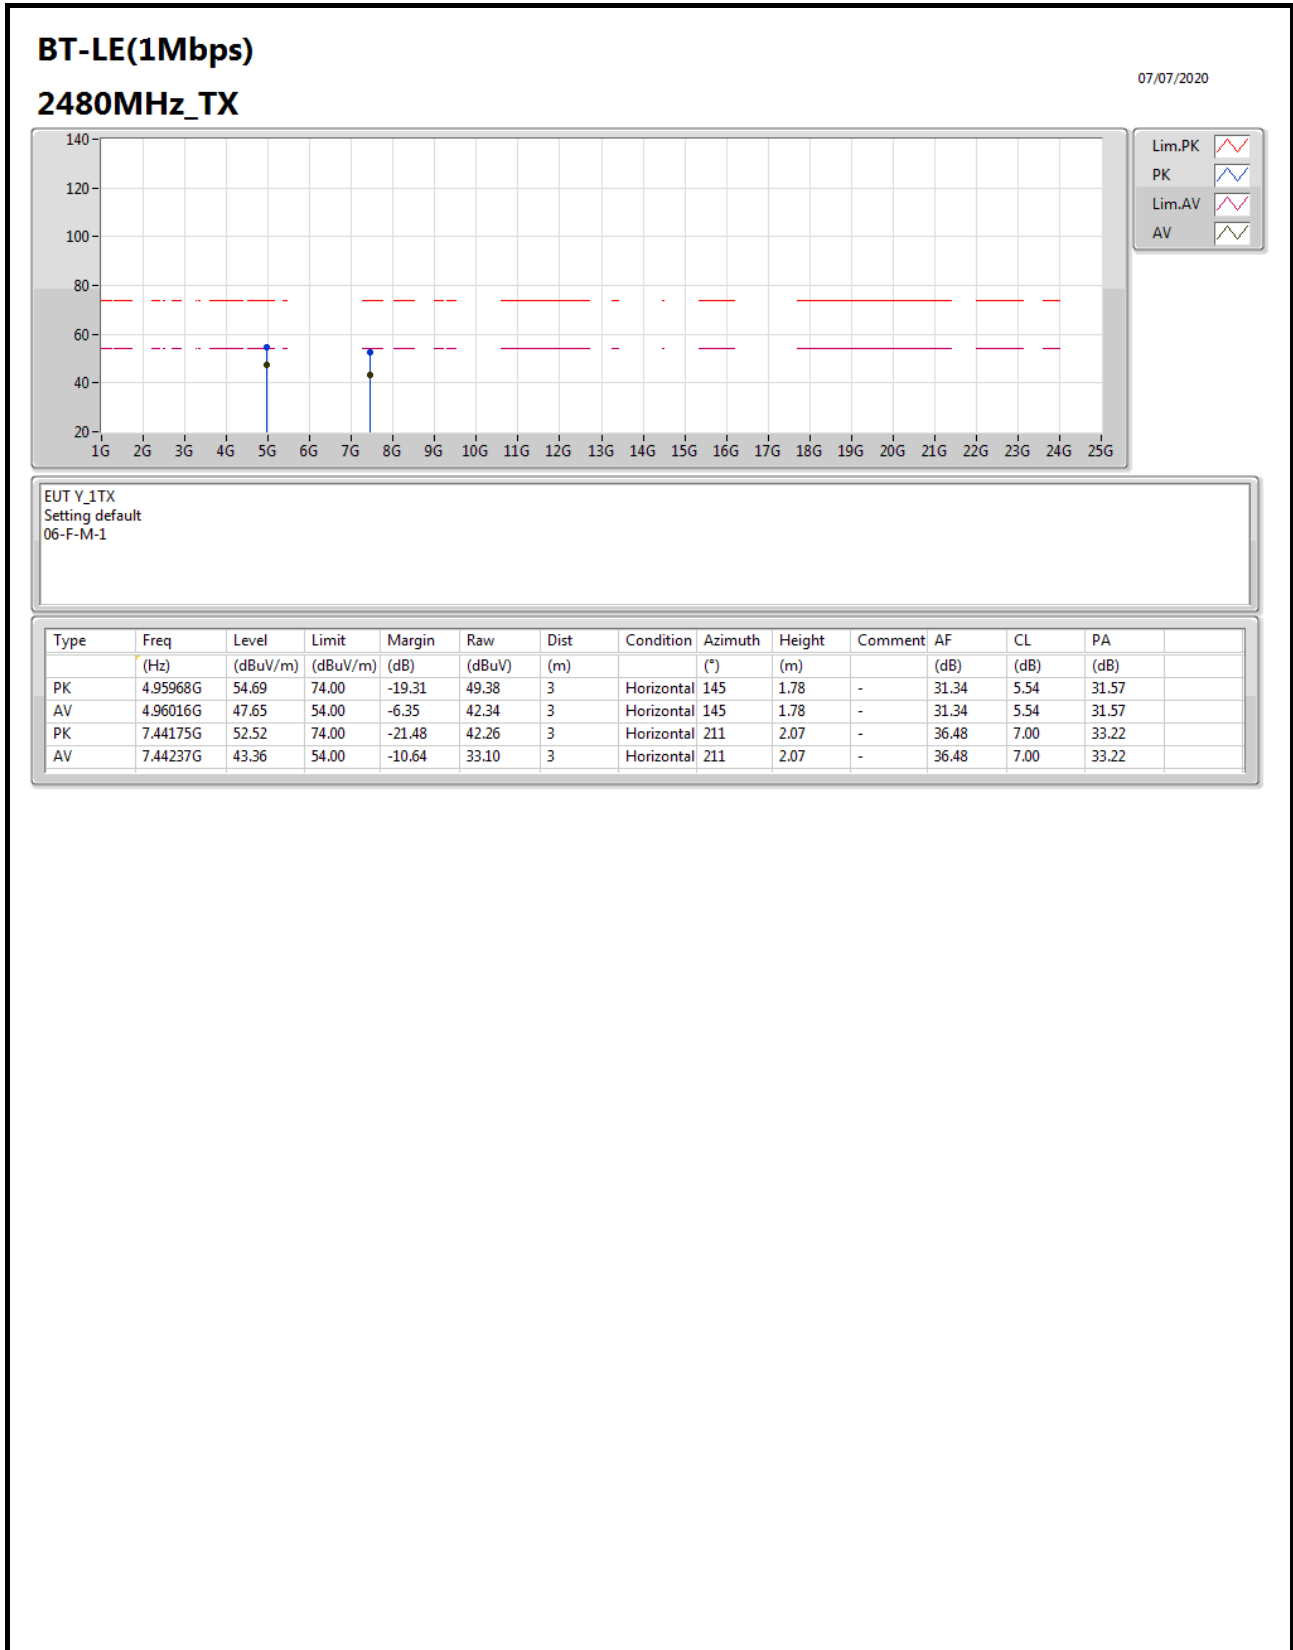 BT-LE(1Mbps)
07/07/2020
2480MHz_TX
140
120
100
80
60
40
20
1G 2G 3G 4G 5G 6G 7G 8G 9G 10G 11G 12G 13G 14G 15G 16G 17G 18G 19G 20G 21G 22G 23G 24G 25G
Lim.PK
PK
Lim.AV
AV
EUT Y_1TX
Setting default
06-F-M-1
Type Freq Level Limit Margin Raw Dist Condition Azimuth Height Comment AF CL PA
(Hz) (dBuV/m) (dBuV/m) (dB) (dBuV) (m) (°) (m) (dB) (dB) (dB)
PK 4.95968G 54.69 74.00 -19.31 49.38 3 Horizontal 145 1.78 - 31.34 5.54 31.57
AV 4.96016G 47.65 54.00 -6.35 42.34 3 Horizontal 145 1.78 - 31.34 5.54 31.57
PK 7.44175G 52.52 74.00 -21.48 42.26 3 Horizontal 211 2.07 - 36.48 7.00 33.22
AV 7.44237G 43.36 54.00 -10.64 33.10 3 Horizontal 211 2.07 - 36.48 7.00 33.22